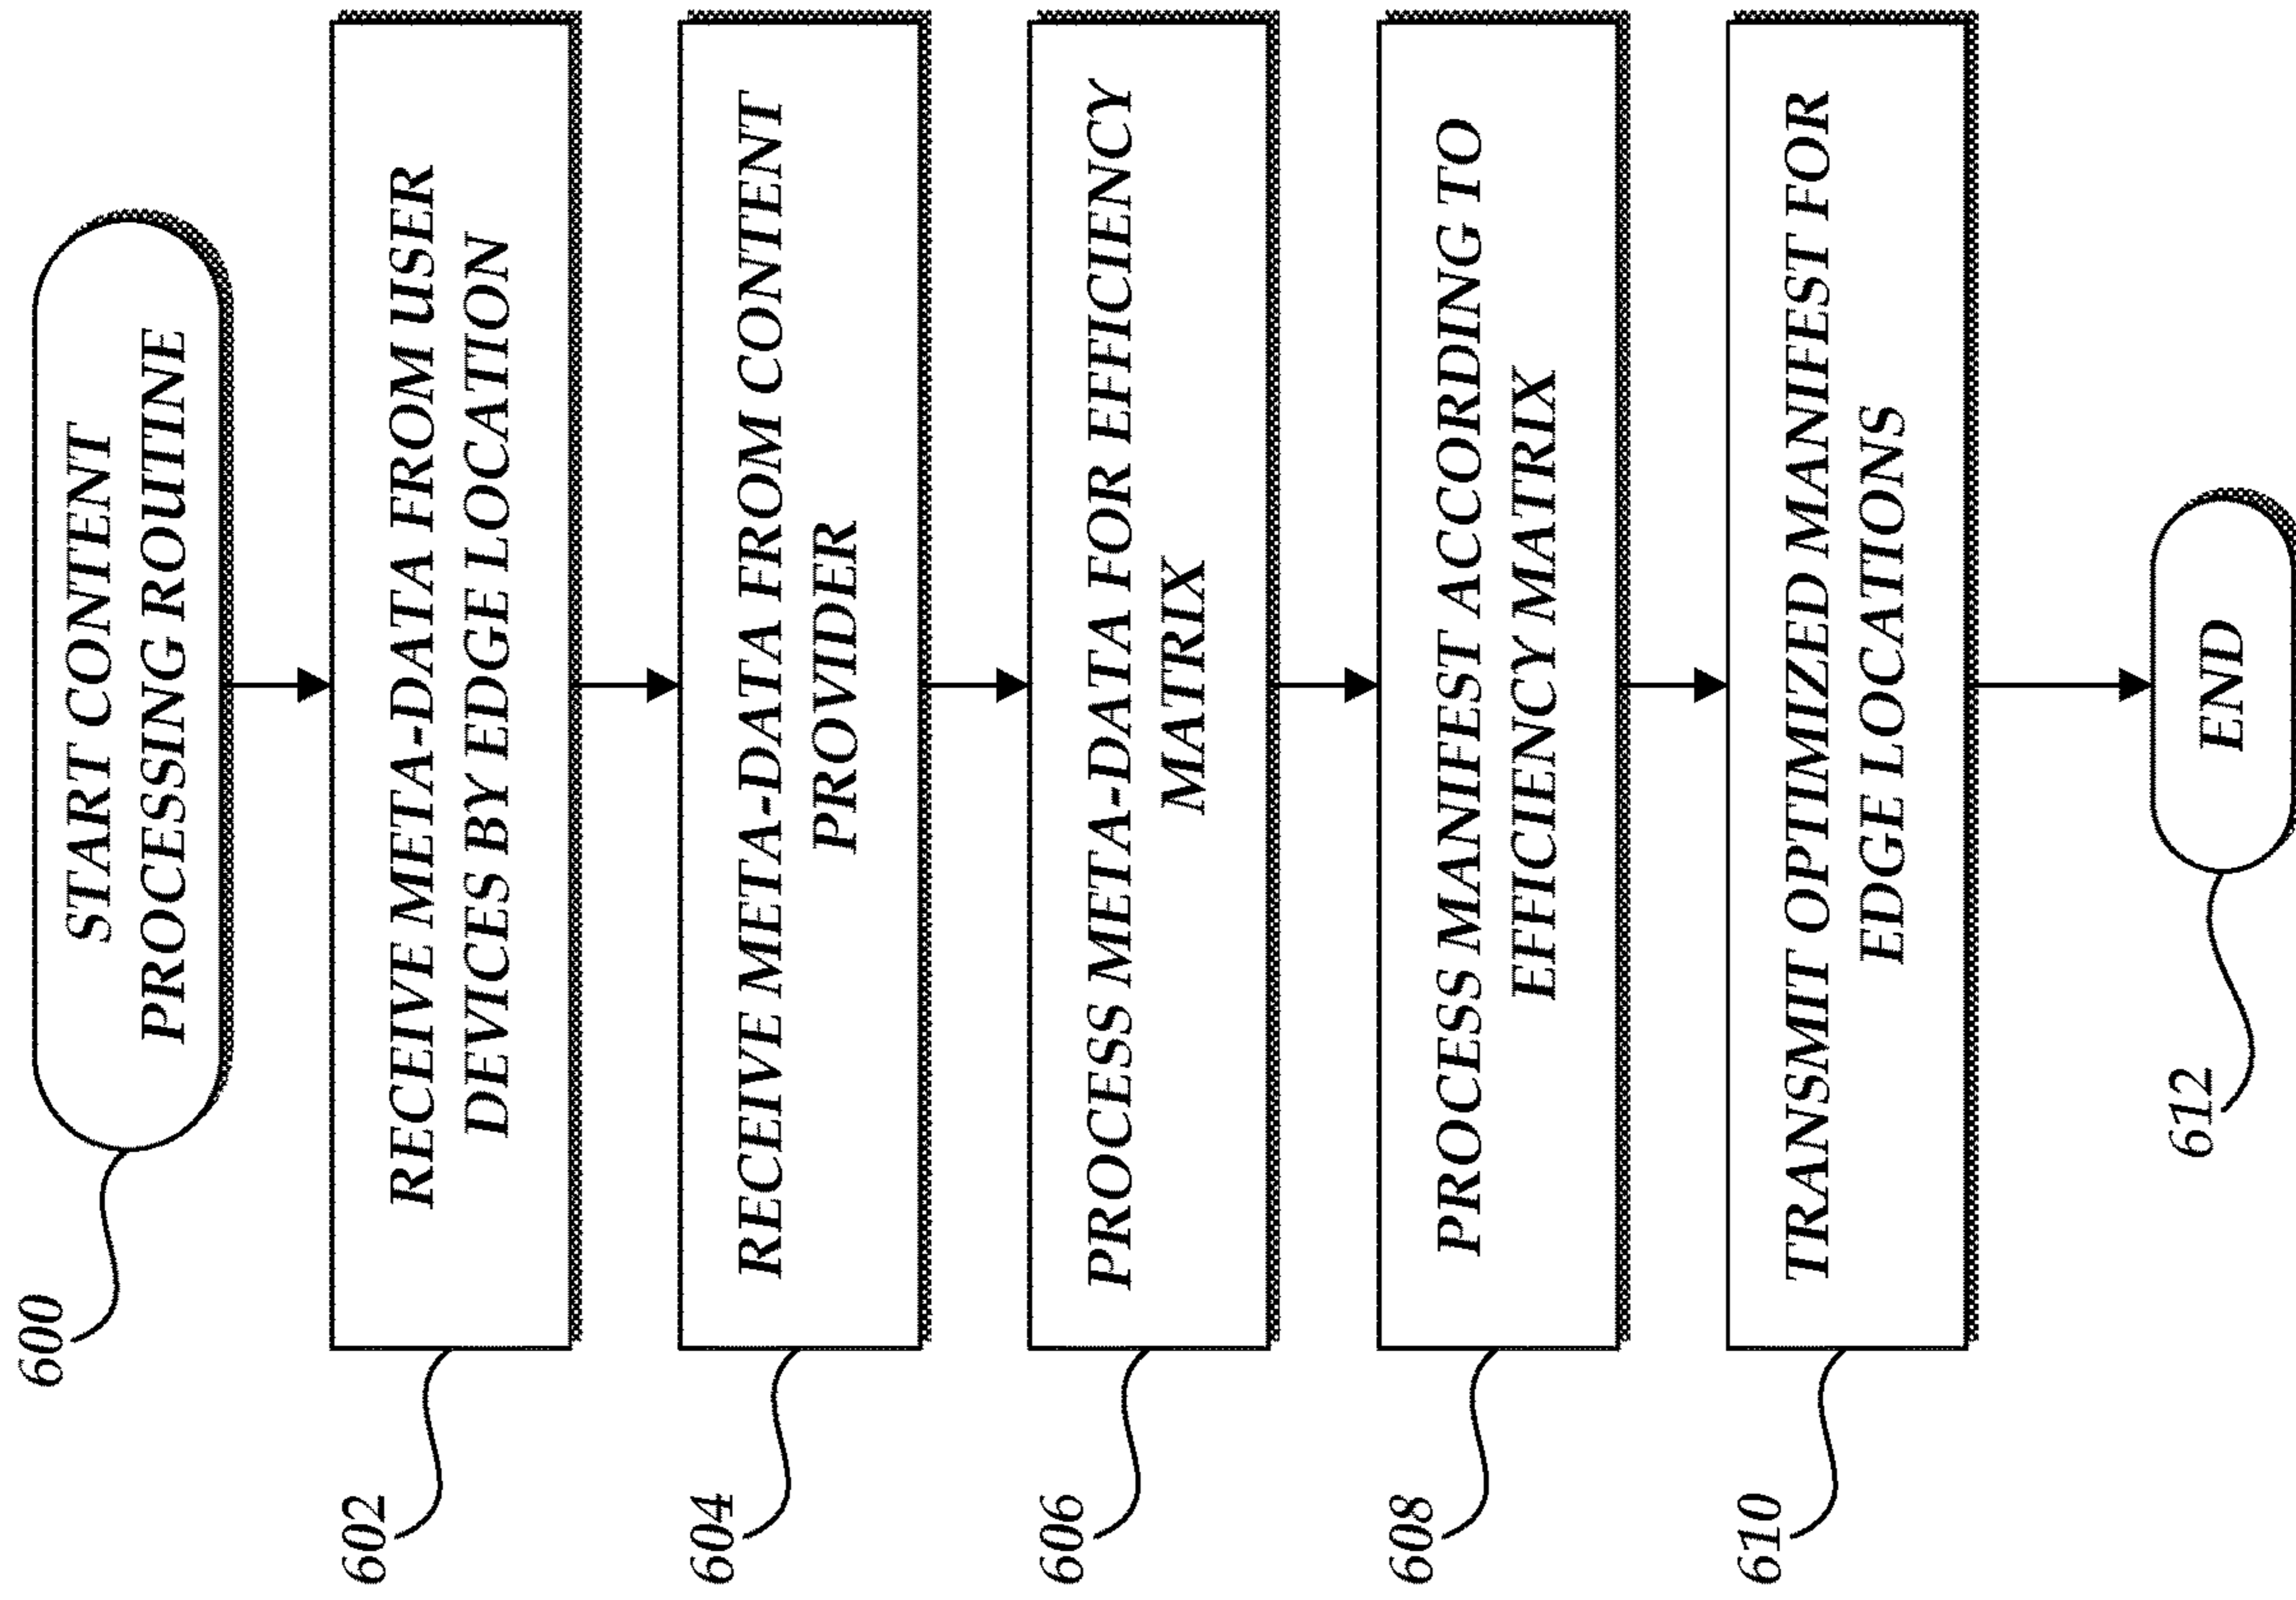 600
START CONTENT
PROCESSING ROUTINE
602
RECEIVE META-DATA FROM USER
DEVICES BY EDGE LOCATION
604
RECEIVE META-DATA FROM CONTENT
PROVIDER
606
PROCESS META-DATA FOR EFFICIENCY
MATRIX
608
PROCESS MANIFEST ACCORDING TO
EFFICIENCY MATRIX
610
TRANSMIT OPTIMIZED MANIFEST FOR
EDGE LOCATIONS
612
END